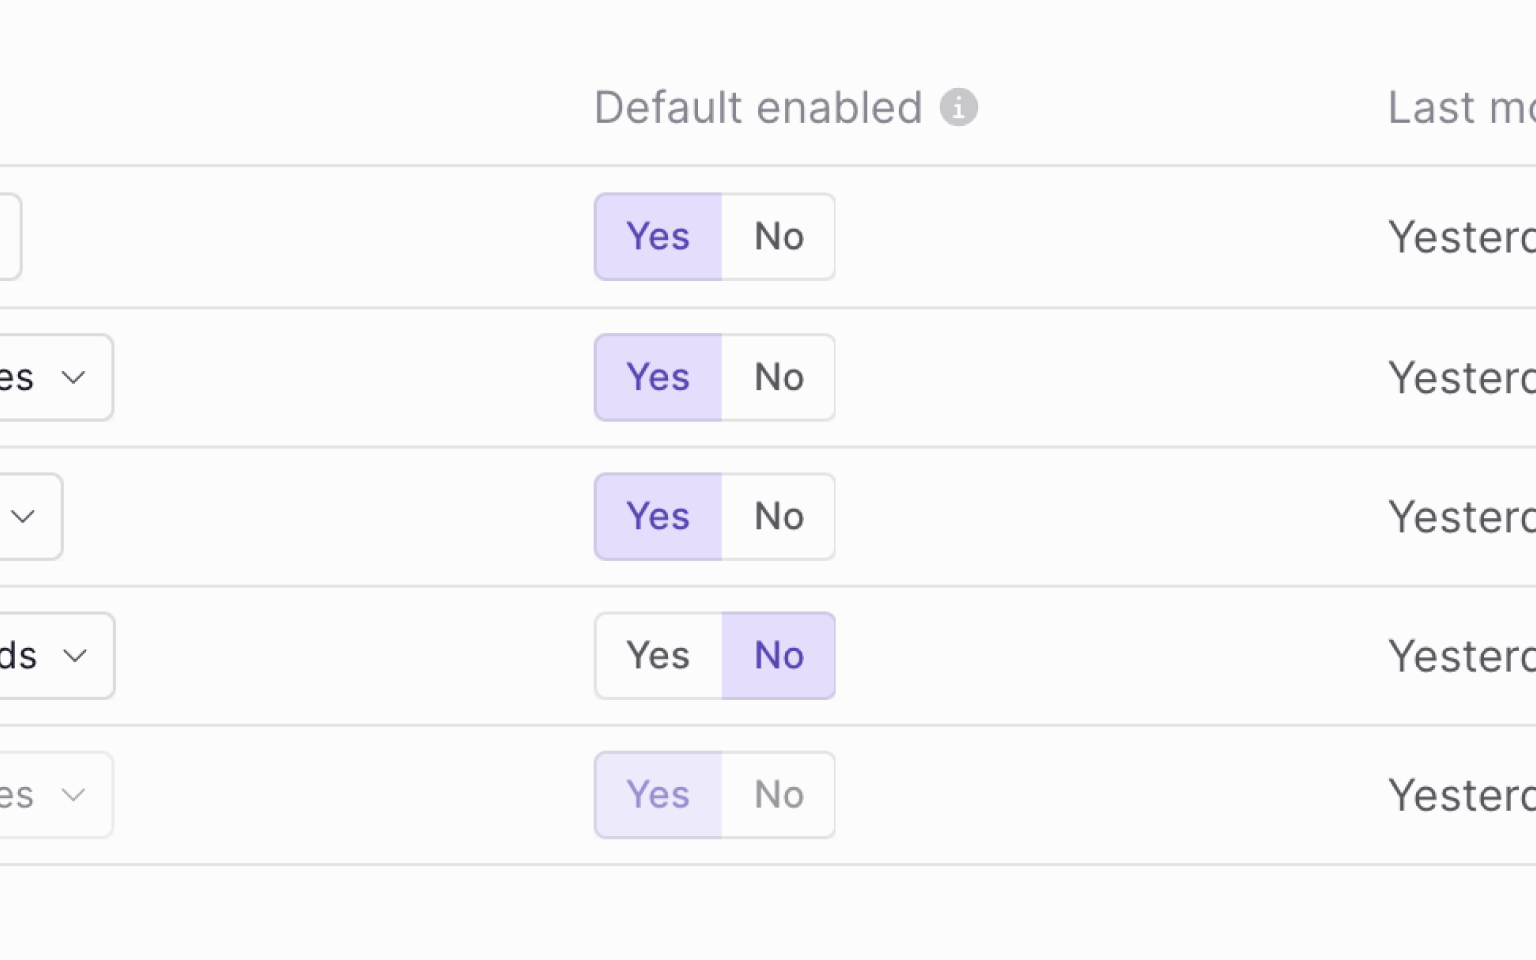 Default enabled Last mo
Yes No Yesterd
es Yes No Yesterd
Yes No Yesterd
ds Yes No Yesterd
es Yes No Yesterd